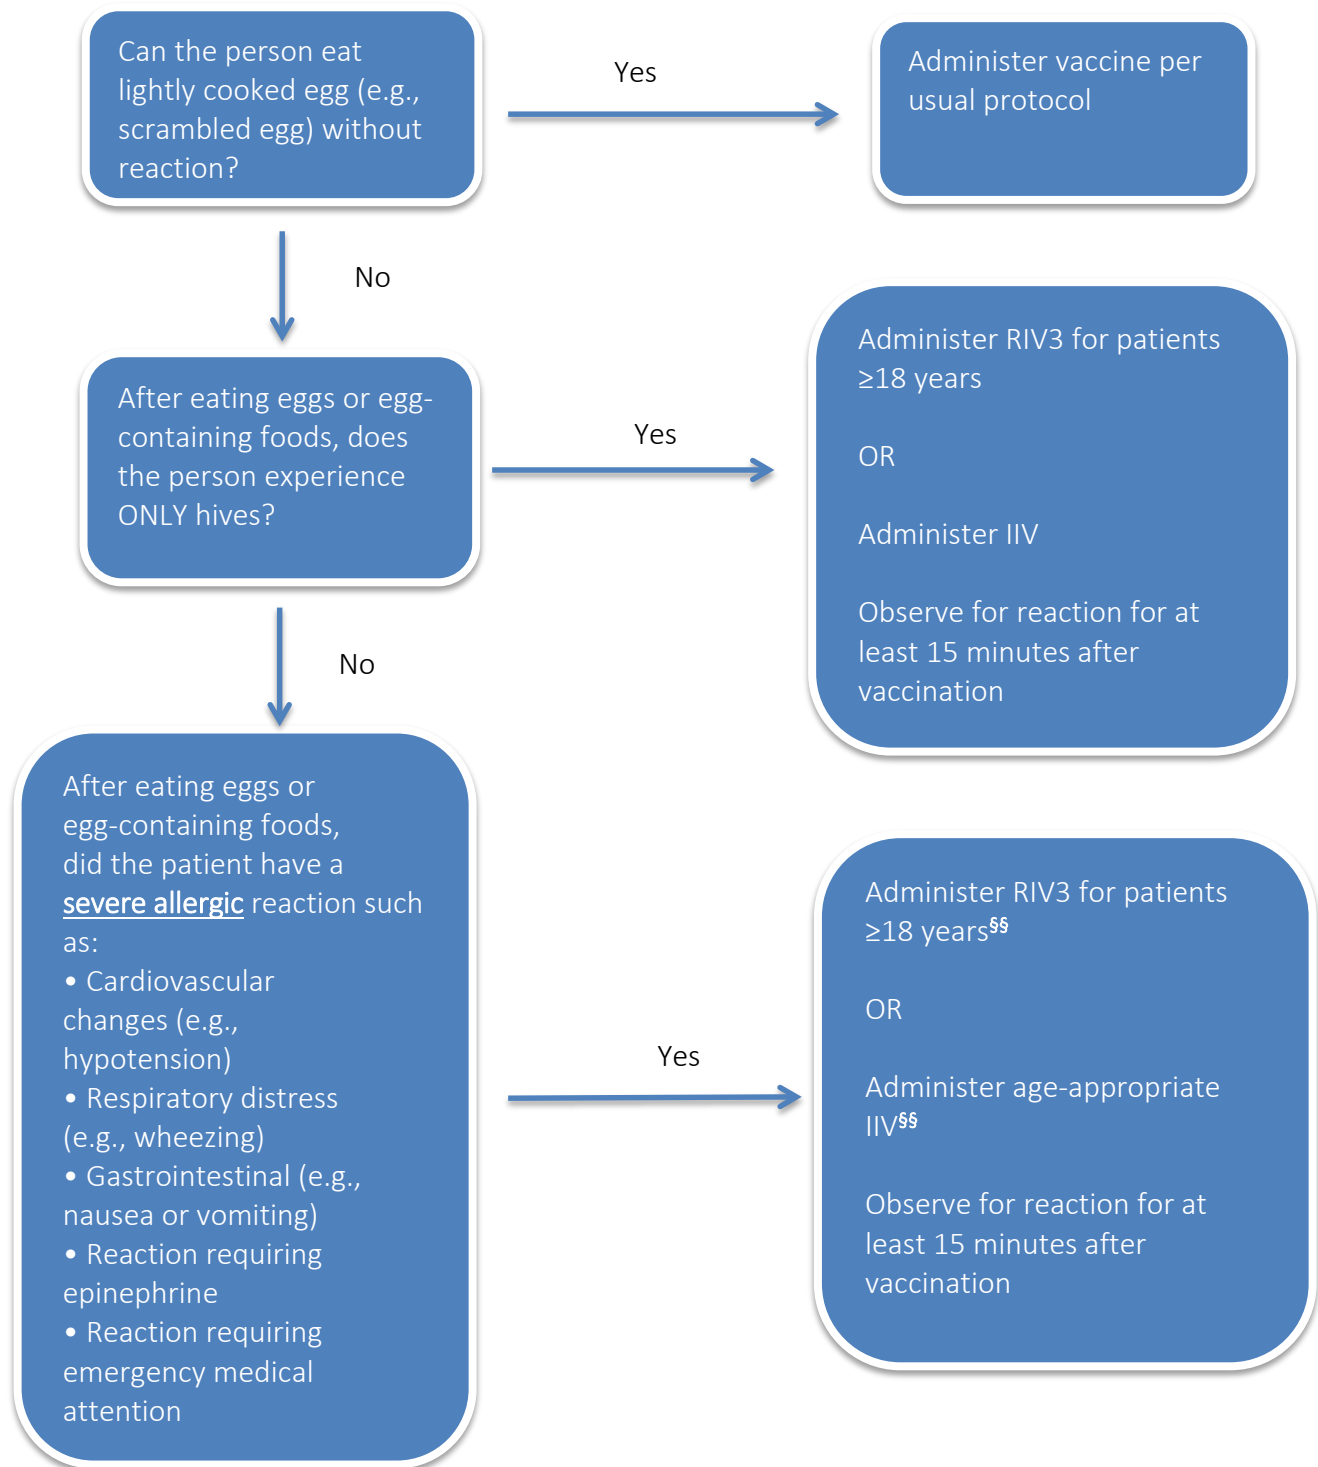 Can the person eat
lightly cooked egg (e.g.,
scrambled egg) without
reaction?
Yes
Administer vaccine per
usual protocol
No
After eating eggs or egg-
containing foods, does
the person experience
ONLY hives?
Yes
Administer RIV3 for patients
≥18 years
OR
Administer IIV
Observe for reaction for at
least 15 minutes after
vaccination
No
After eating eggs or
egg-containing foods,
did the patient have a
severe allergic reaction such
as:
• Cardiovascular
changes (e.g.,
hypotension)
• Respiratory distress
(e.g., wheezing)
• Gastrointestinal (e.g.,
nausea or vomiting)
• Reaction requiring
epinephrine
• Reaction requiring
emergency medical
attention
Yes
Administer RIV3 for patients
≥18 years§§
OR
Administer age-appropriate
IIV§§
Observe for reaction for at
least 15 minutes after
vaccination